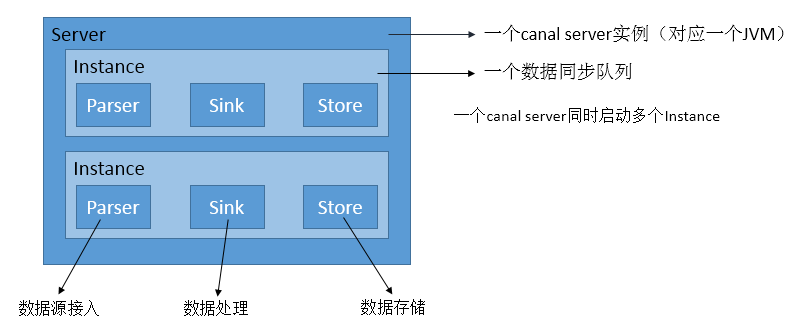 Server
一个canal server实例（对应一个JVM）
Instance
一个数据同步队列
Parser
Sink
Store
一个canal server同时启动多个Instance
Instance
Parser
Sink
Store
数据源接入
数据处理
数据存储